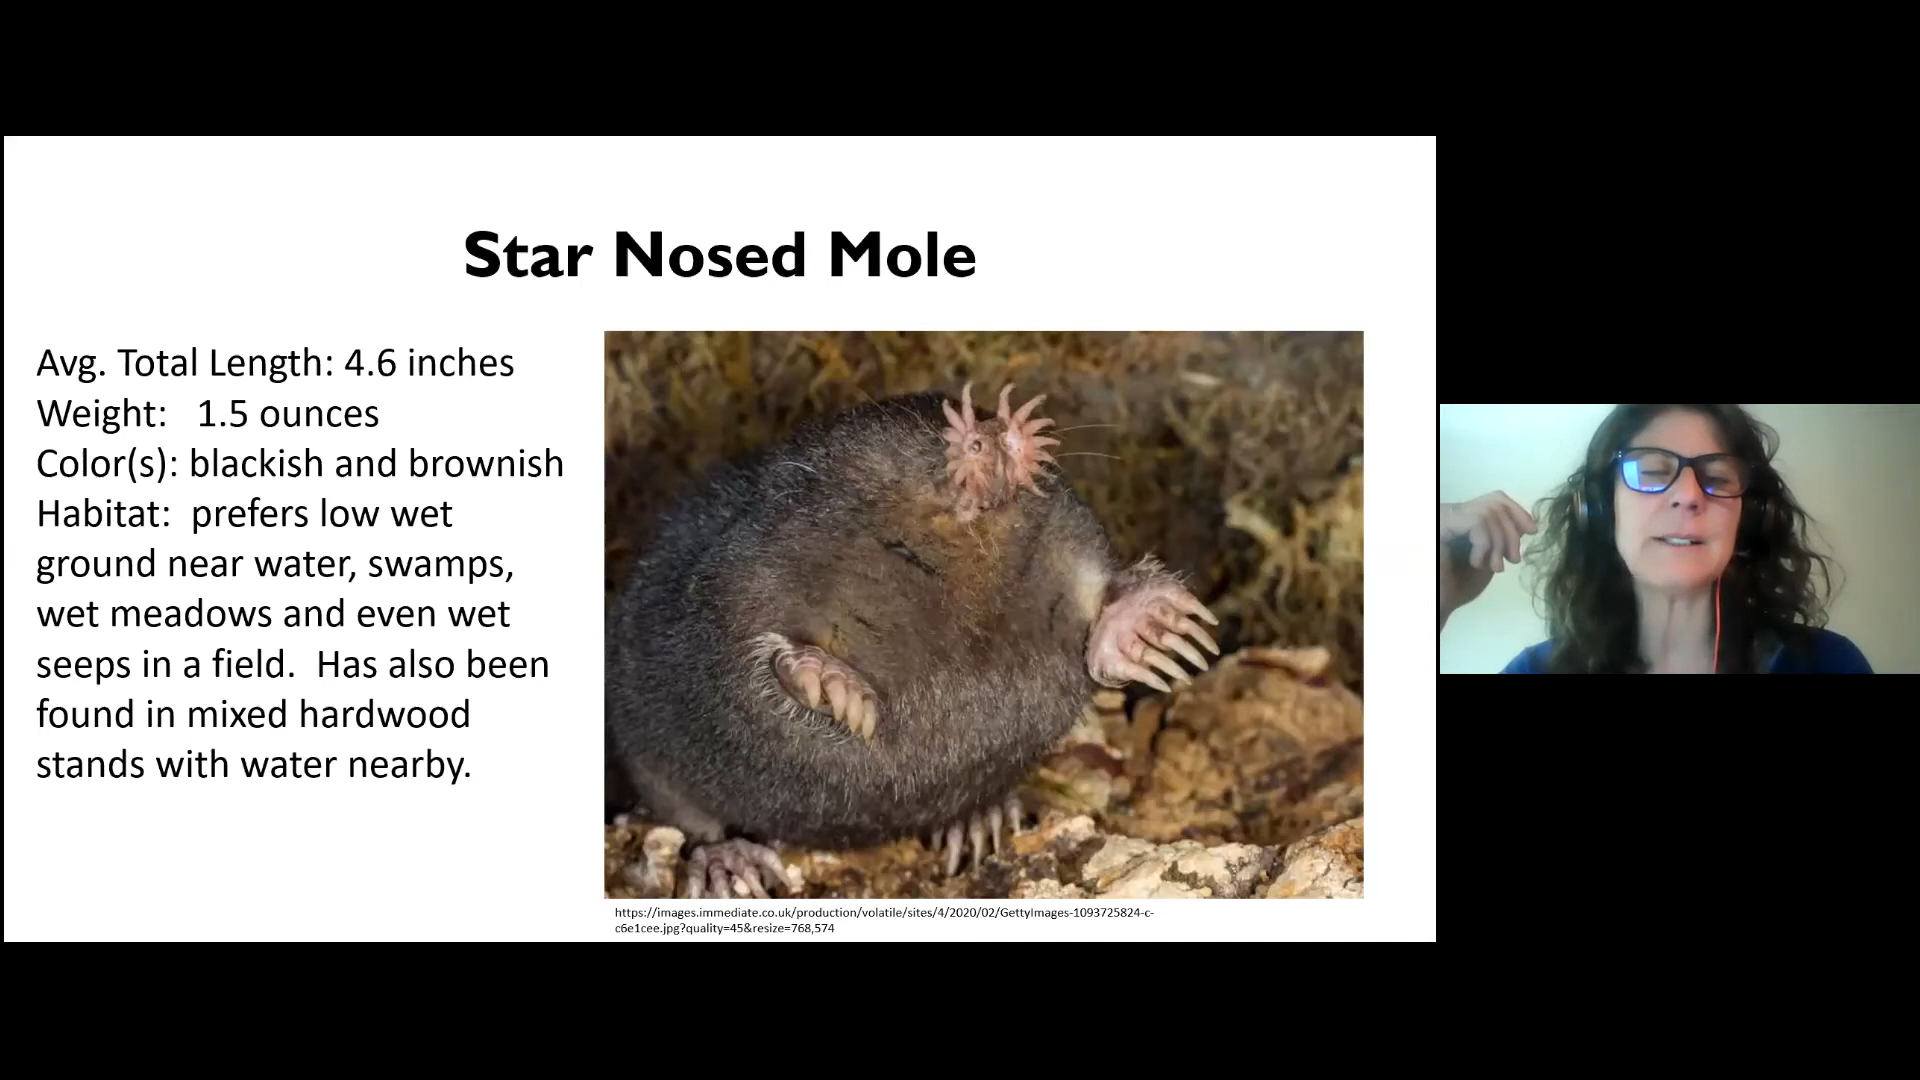 Star Nosed Mole
Avg. Total Length: 4.6 inches
Weight:   1.5 ounces
Color(s): blackish and brownish
Habitat:  prefers low wet
ground near water, swamps,
wet meadows and even wet
seeps in a field.  Has also been
found in mixed hardwood
stands with water nearby.
https://images.immediate.co.uk/production/volatile/sites/4/2020/02/GettyImages-1093725824-c-
c6e1cee.jpg?quality=45&resize=768,574